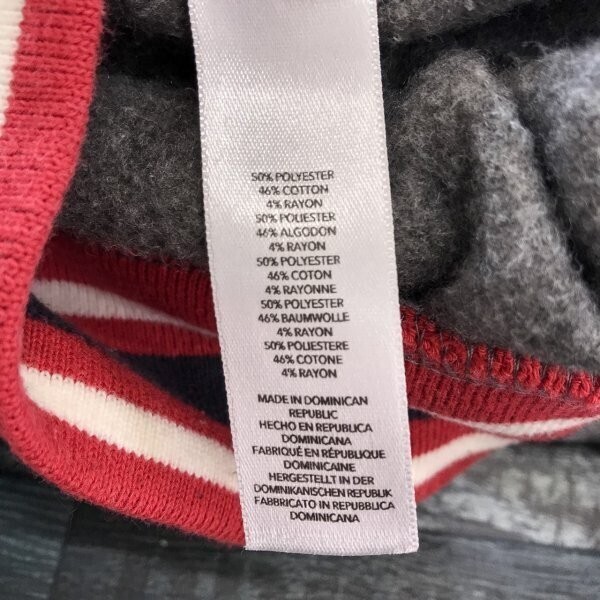 50% POLYESTER
46% COTTON
4% RAYON
50% POLIESTER
46% ALGODON
4% RAYON
50% POLYESTER
46% COTON
4% RAYONNE
50% POLYESTER
46% BAUMWOLLE
4% RAYON
50% POLIESTERE
46% COTONE
4% RAYON
MADE IN DOMINICAN
REPUBLIC
HECHO EN REPUBLICA
DOMINICANA
FABRIQUÉ EN RÉPUBLIQUE
DOMINICAINE
HERGESTELLT IN DER
DOMINIKANISCHEN REPUBLIK
FABBRICATO IN REPUBBLICA
DOMINICANA